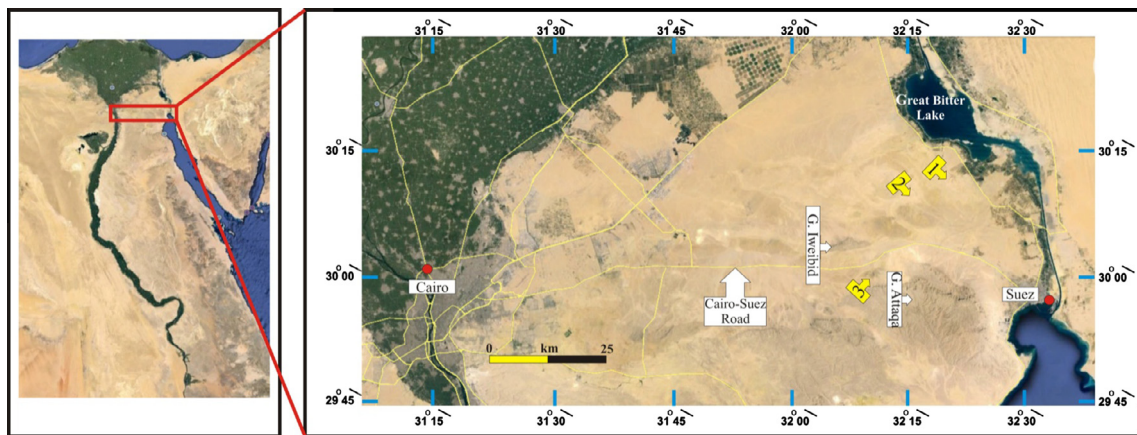 31° 15\
31° 30\
31° 45\
32° 00\
32° 15\
32° 30\
Great Bitter
Lake
30° 15\
30° 15\
1
2
G. Iweibid
30° 00\
30° 00\
Cairo
Cairo-Suez
Road
3
G. Attaqa
Suez
0 km 25
29° 45\
29° 45\
31° 15\
31° 30\
31° 45\
32° 00\
32° 15\
32° 30\